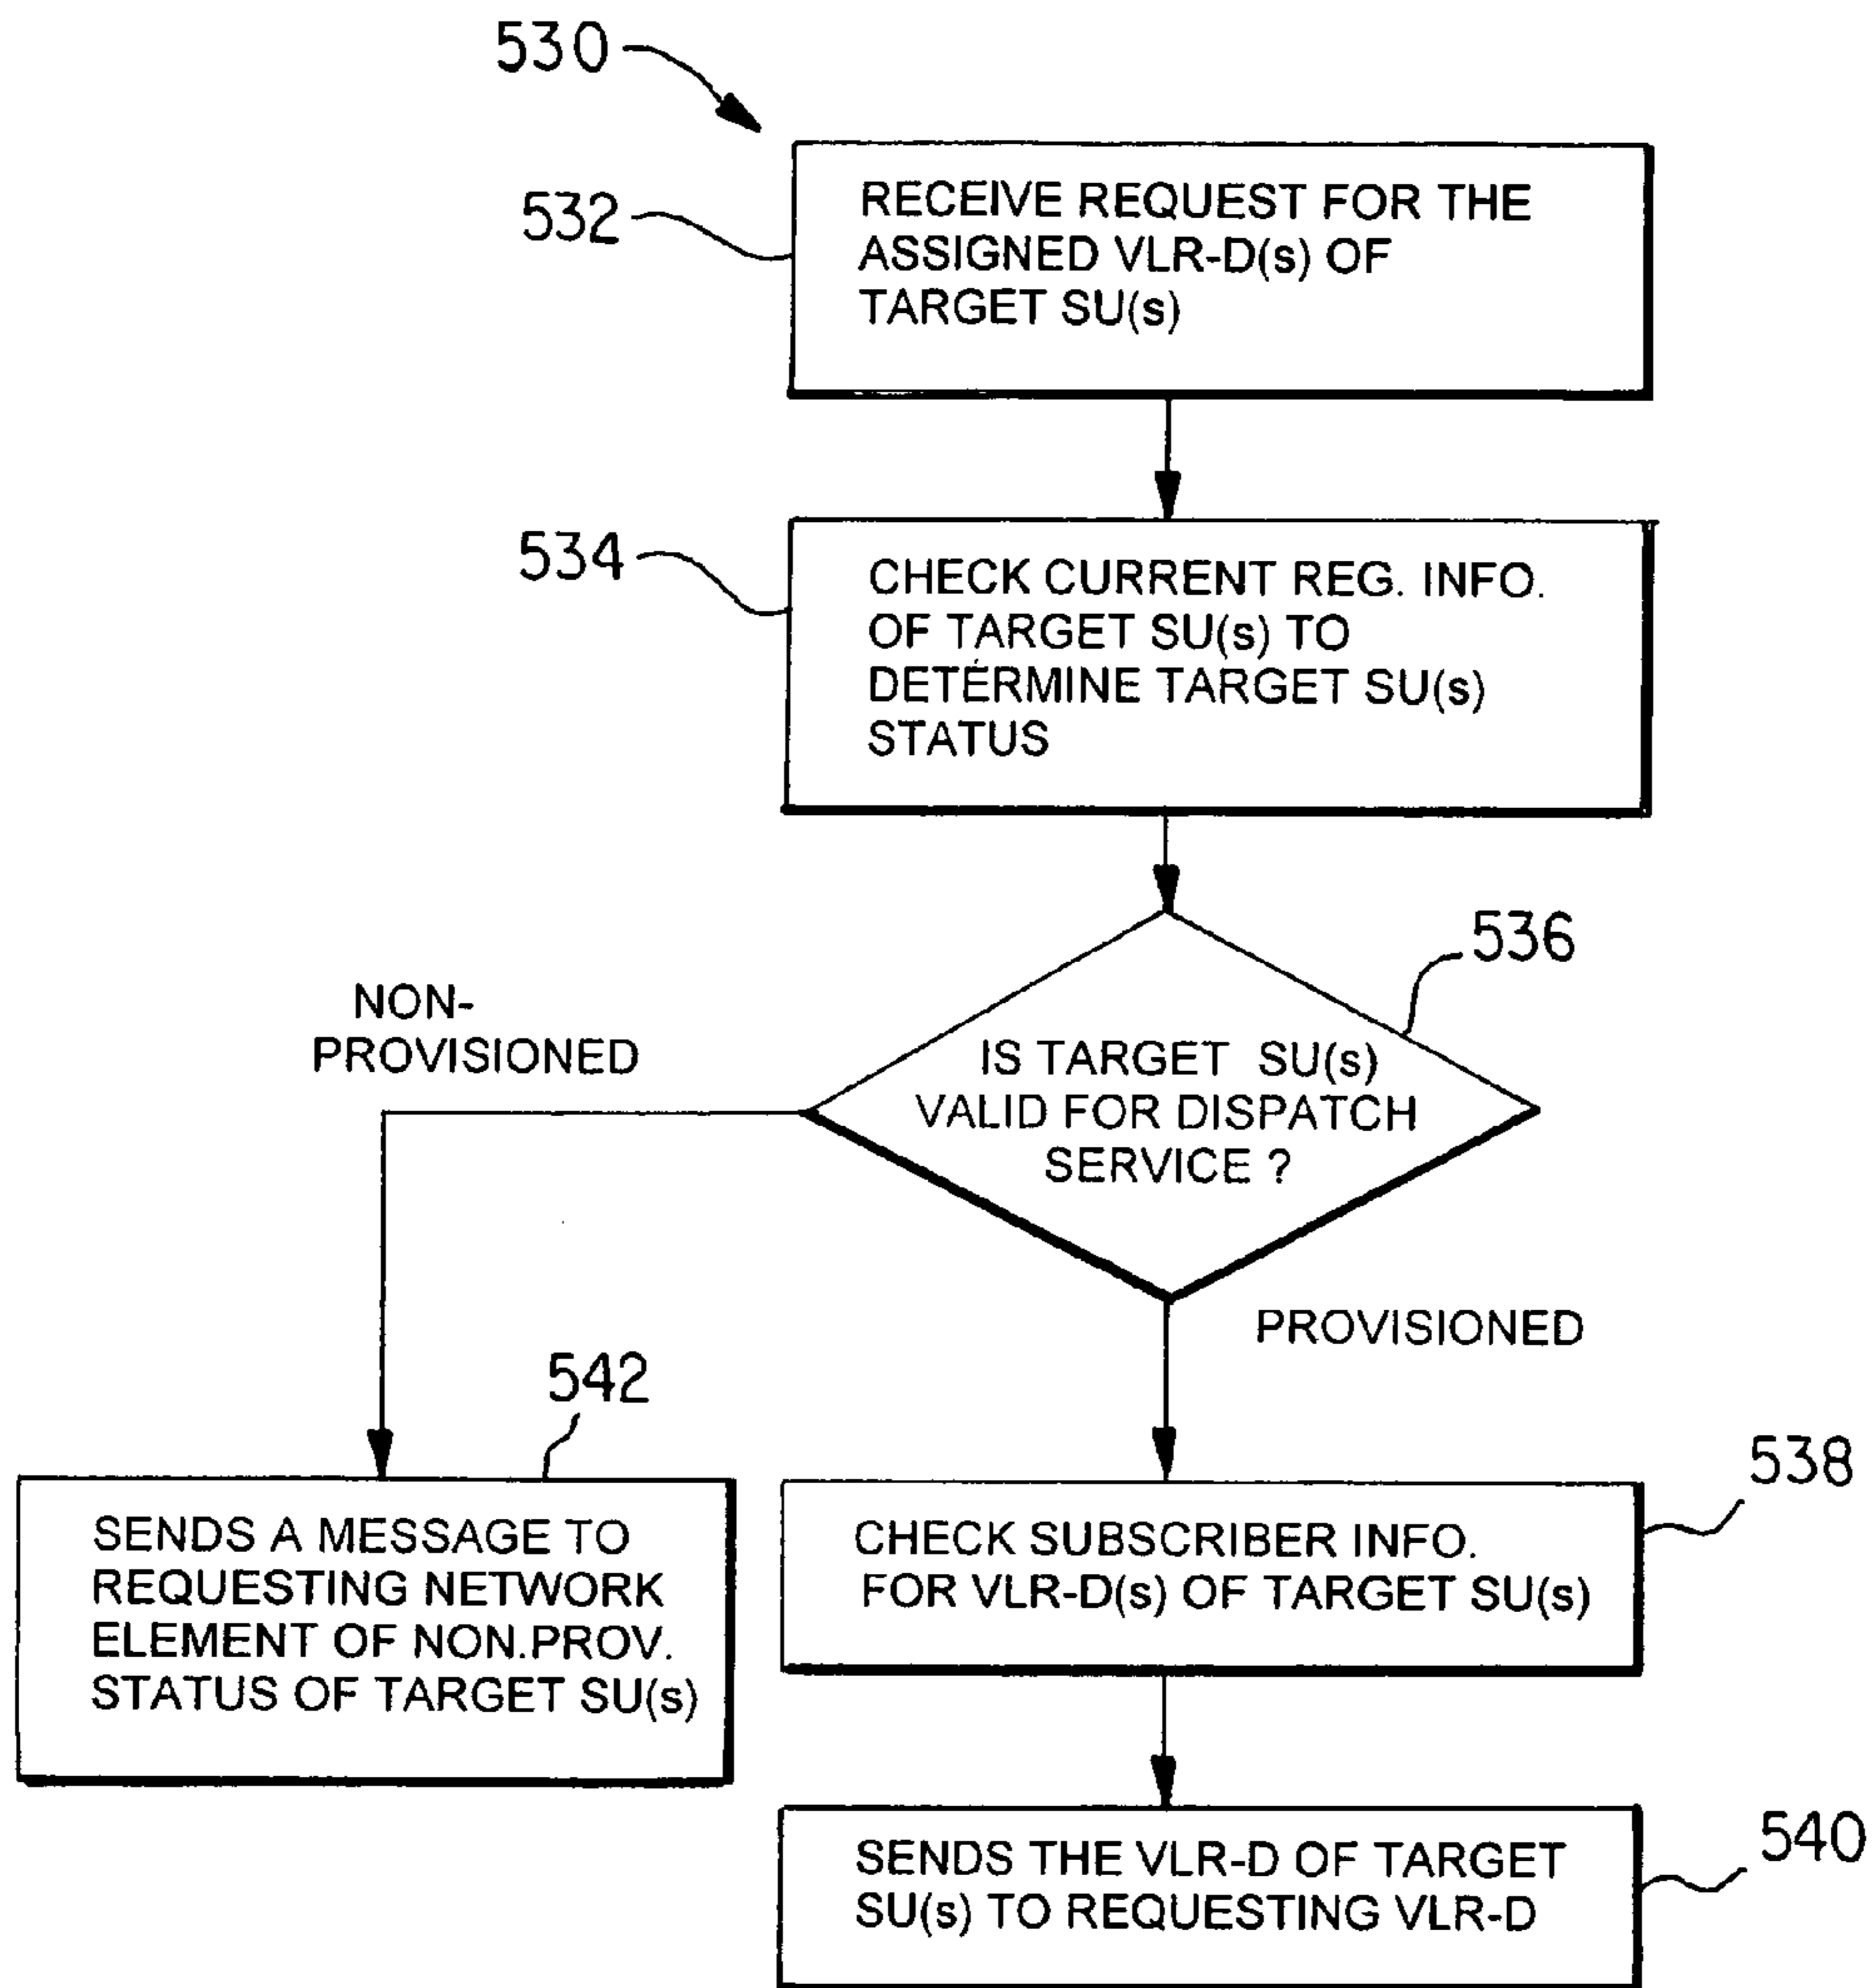 530
532
RECEIVE REQUEST FOR THE
ASSIGNED VLR-D(s) OF
TARGET SU(s)
534
CHECK CURRENT REG. INFO.
OF TARGET SU(s) TO
DETERMINE TARGET SU(s)
STATUS
536
NON-
PROVISIONED
IS TARGET SU(s)
VALID FOR DISPATCH
SERVICE ?
PROVISIONED
542
SENDS A MESSAGE TO
REQUESTING NETWORK
ELEMENT OF NON.PROV.
STATUS OF TARGET SU(s)
538
CHECK SUBSCRIBER INFO.
FOR VLR-D(s) OF TARGET SU(s)
540
SENDS THE VLR-D OF TARGET
SU(s) TO REQUESTING VLR-D